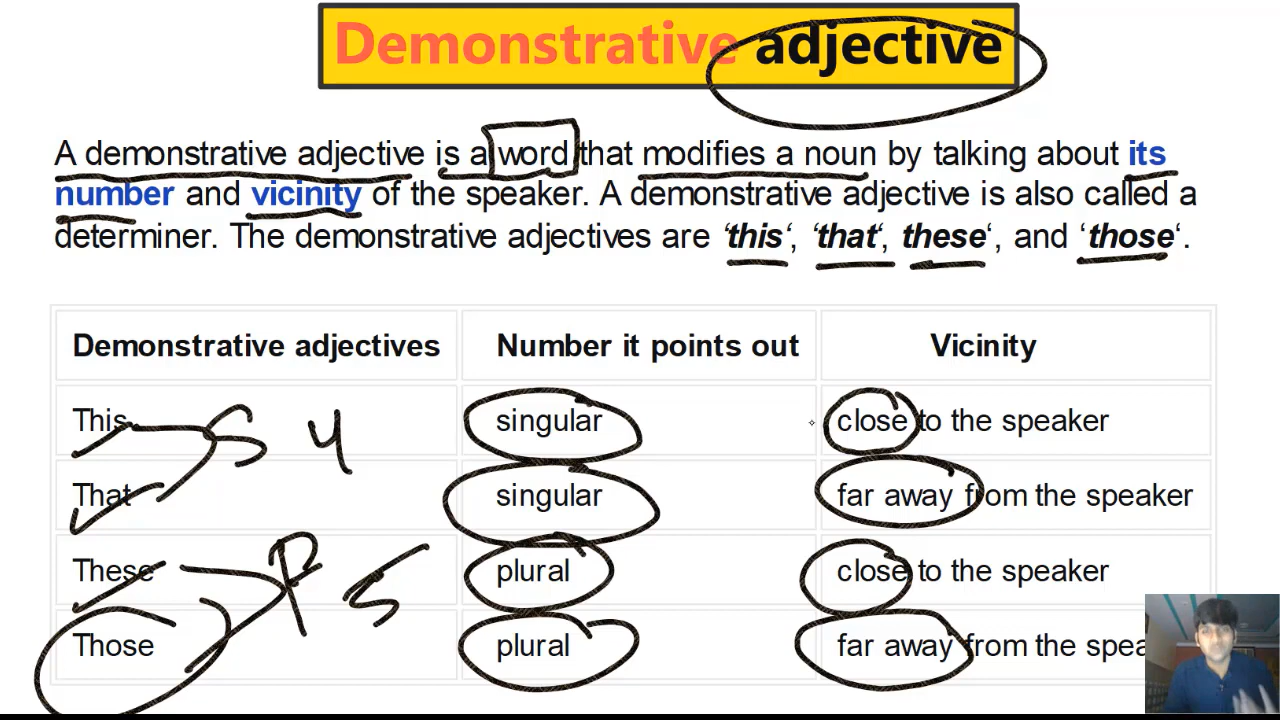 Demonstrative adjective
A demonstrative adjective is a word that modifies a noun by talking about its
number and vicinity of the speaker. A demonstrative adjective is also called a
determiner. The demonstrative adjectives are ‘this‘, ‘that‘, these‘, and ‘those‘.
Demonstrative adjectives Number it points out Vicinity
This singular close to the speaker
S
That singular far away from the speaker
These plural close to the speaker
P S
Those plural far away from the spea